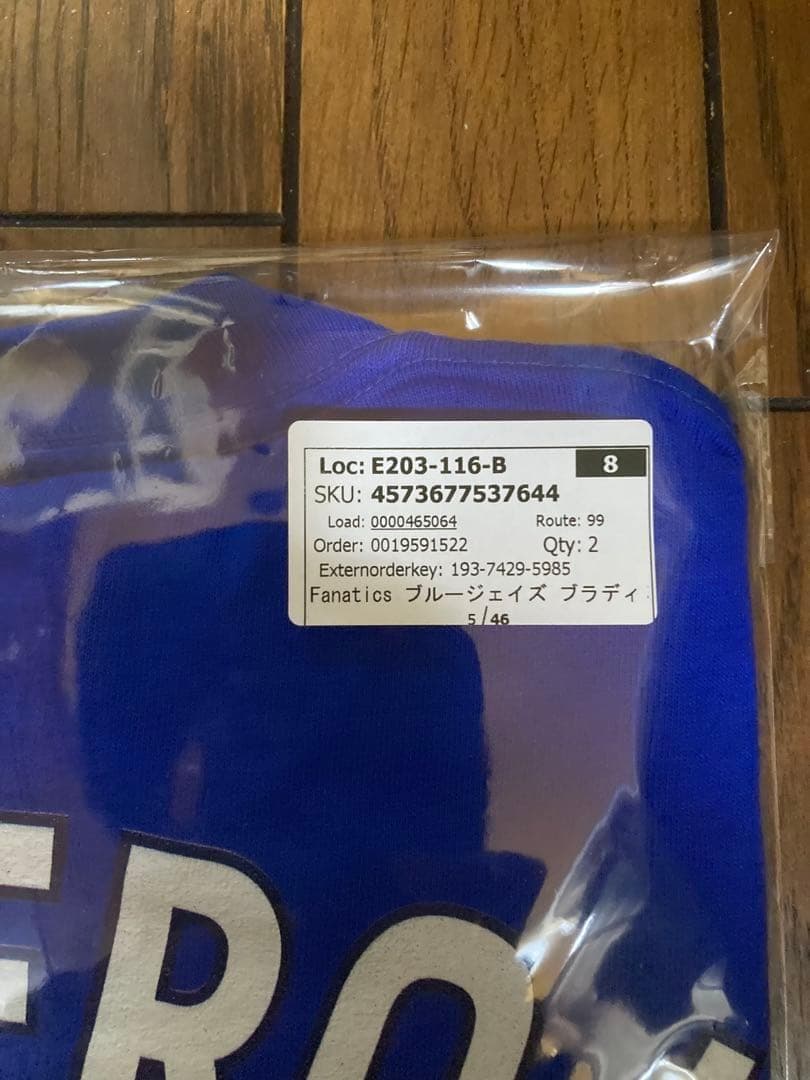 Loc: E203-116-B 8
SKU: 4573677537644
Load: 0000465064 Route: 99
Order: 0019591522 Qty: 2
Externorderkey: 193-7429-5985
Fanatics ブルージェイズ ブラディ
5/46
ERO